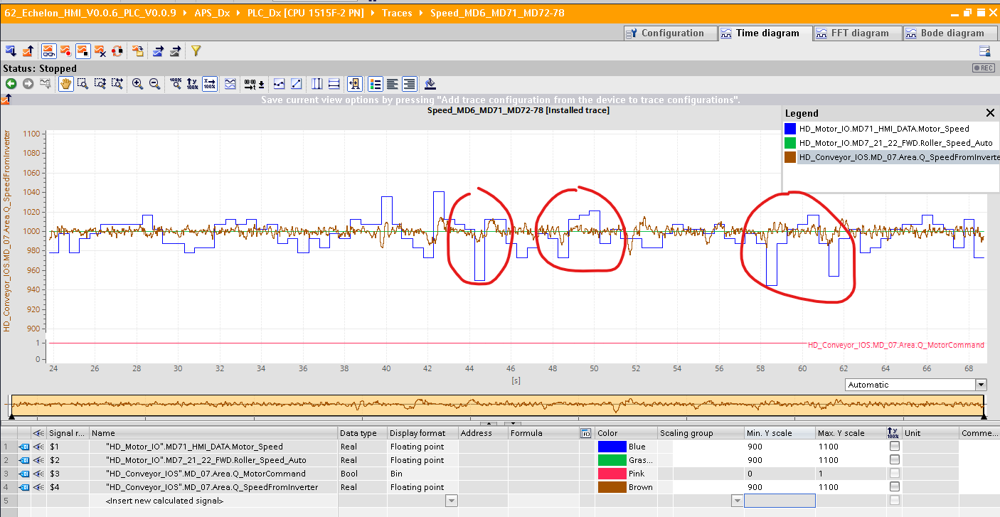 62_Echelon_HMI_V0.0.6_PLC_V0.0.9 ▸ APS_Dx ▸ PLC_Dx [CPU 1515F-2 PN] ▸ Traces ▸ Speed_MD6_MD71_MD72-78
Configuration Time diagram FFT diagram Bode diagram
Status: Stopped
REC
Save current view options by pressing "Add trace configuration from the device to trace configurations".
Speed_MD6_MD71_MD72-78 [Installed trace]
Legend
HD_Motor_IO.MD71_HMI_DATA.Motor_Speed
HD_Motor_IO.MD7_21_22_FWD.Roller_Speed_Auto
HD_Conveyor_IOS.MD_07.Area.Q_SpeedFromInverte
HD_Conveyor_IOS.MD_07.Area.Q_SpeedFromInverter
1100
1080
1060
1040
1020
1000
980
960
940
920
900
1
0
HD_Conveyor_IOS.MD_07.Area.Q_MotorCommand
24 26 28 30 32 34 36 38 40 42 44 46 48 50 52 54 56 58 60 62 64 66 68
[s]
Automatic
Signal r... Name Data type Display format Address Formula Color Scaling group Min. Y scale Max. Y scale Unit Comme...
1 $1 "HD_Motor_IO".MD71_HMI_DATA.Motor_Speed Real Floating point Blue 900 1100
2 $2 "HD_Motor_IO".MD7_21_22_FWD.Roller_Speed_Auto Real Floating point Gras... 900 1100
3 $3 "HD_Conveyor_IOS".MD_07.Area.Q_MotorCommand Bool Bin Pink 0 1
4 $4 "HD_Conveyor_IOS".MD_07.Area.Q_SpeedFromInverter Real Floating point Brown 900 1100
5 <Insert new calculated signal>